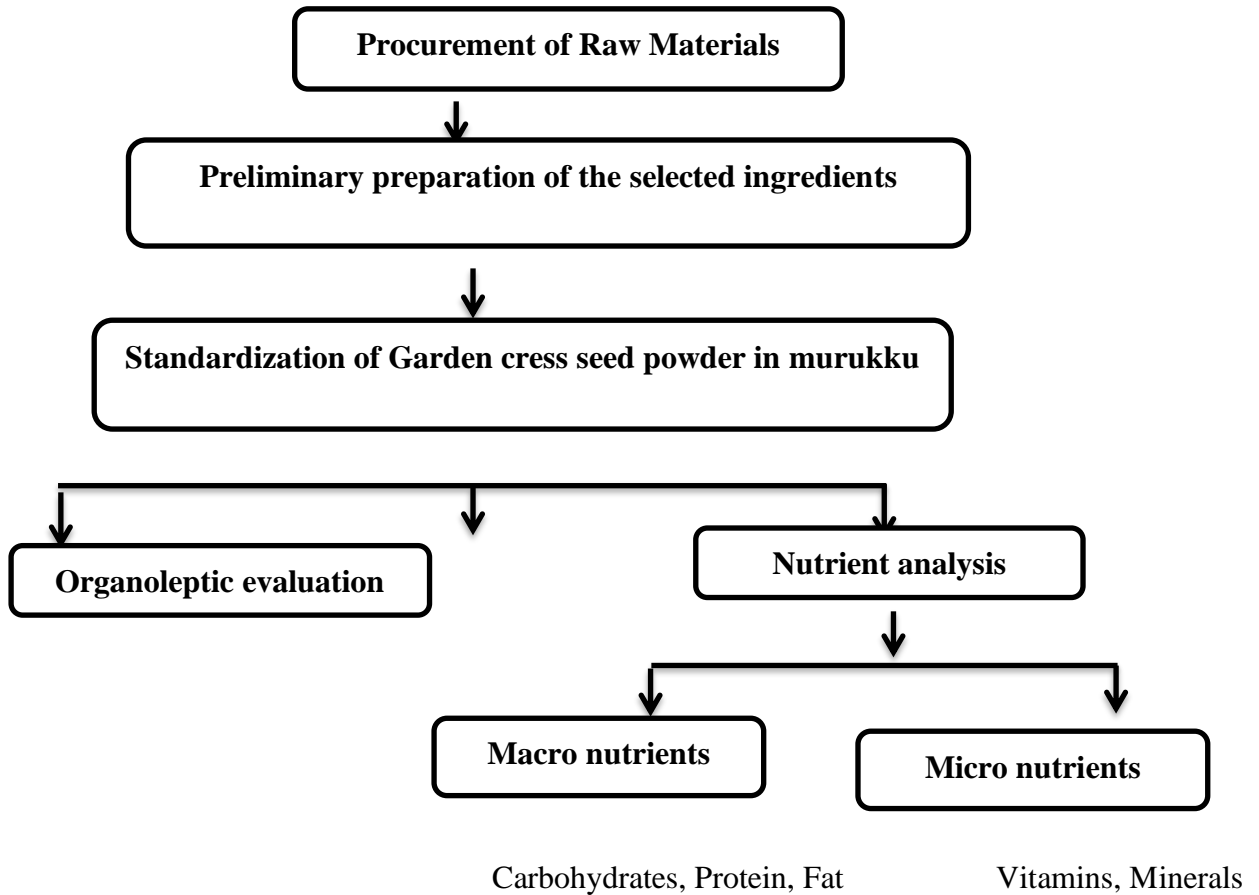 Procurement of Raw Materials
Preliminary preparation of the selected ingredients
Standardization of Garden cress seed powder in murukku
Organoleptic evaluation
Nutrient analysis
Macro nutrients
Micro nutrients
Carbohydrates, Protein, Fat
Vitamins, Minerals